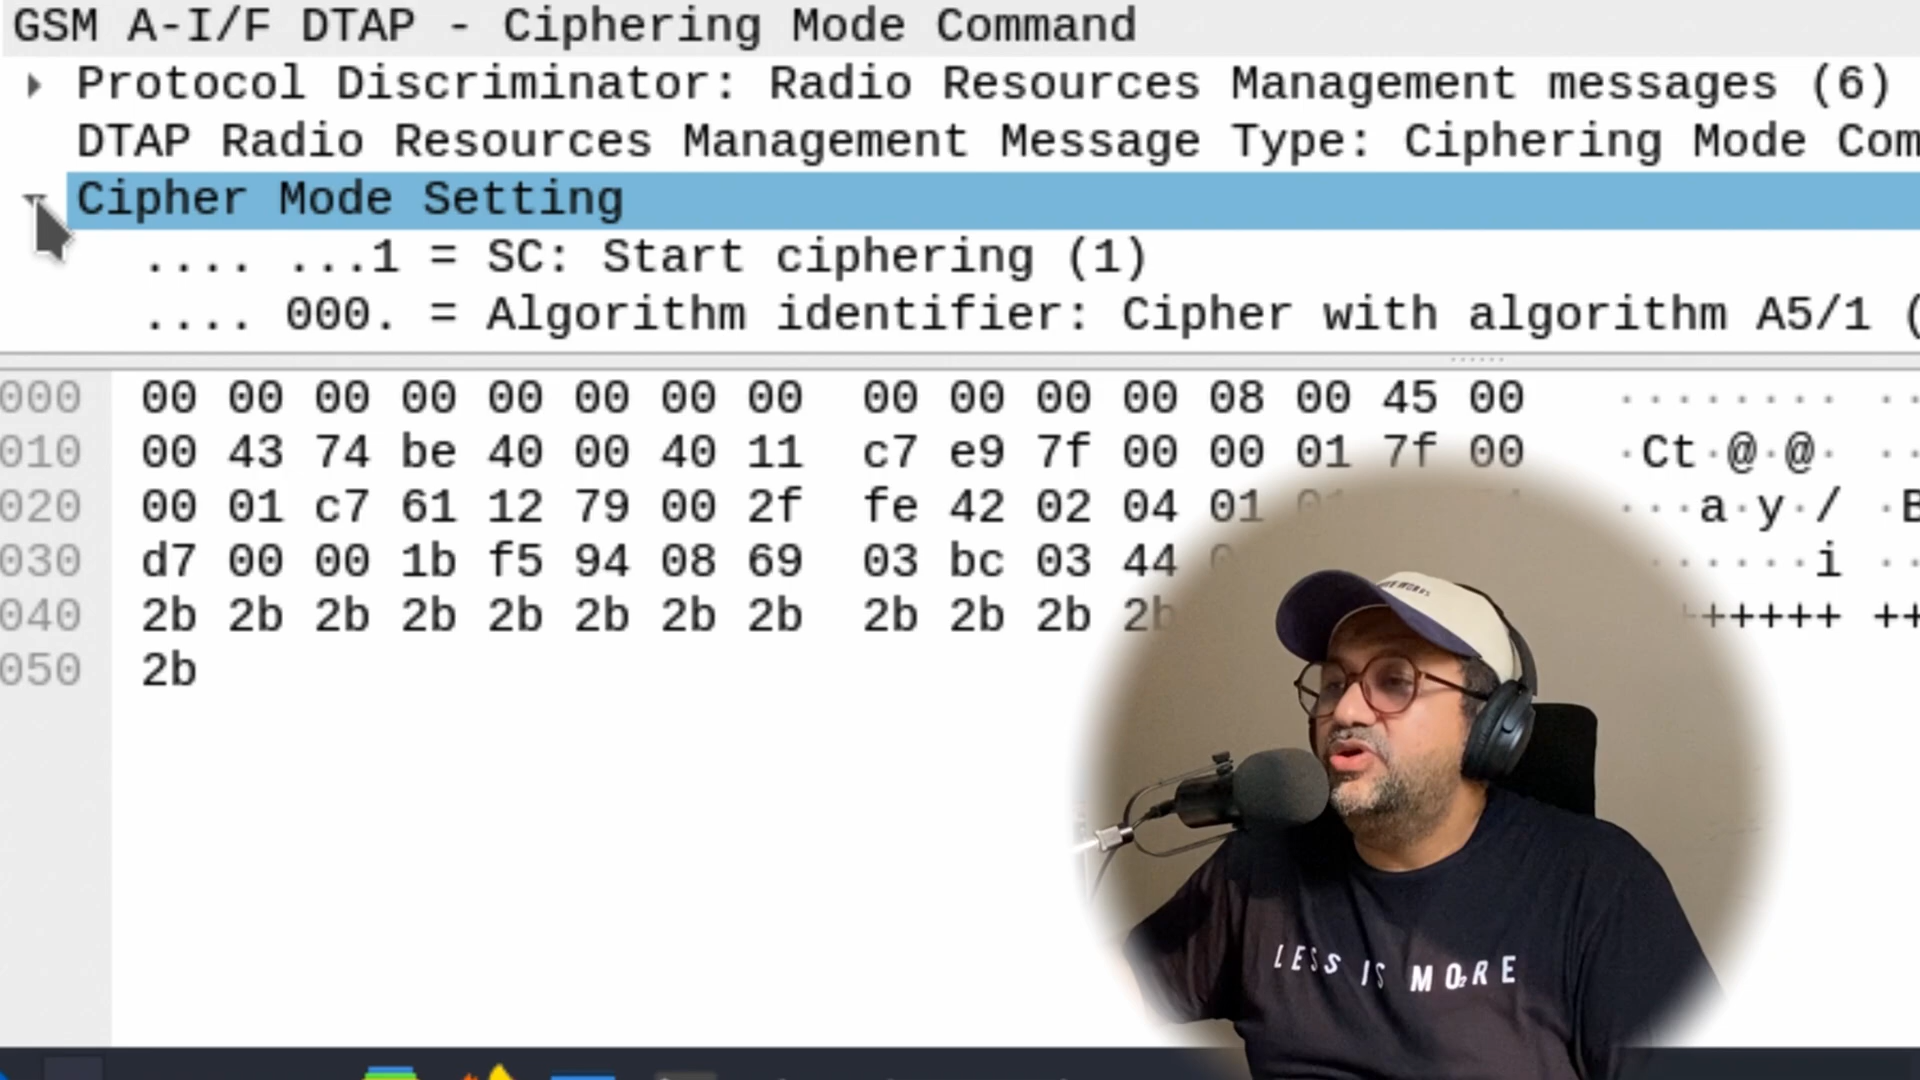 GSM A-I/F DTAP - Ciphering Mode Command
Protocol Discriminator: Radio Resources Management messages (6)
DTAP Radio Resources Management Message Type: Ciphering Mode Com
Cipher Mode Setting
.... ...1 = SC: Start ciphering (1)
.... 000. = Algorithm identifier: Cipher with algorithm A5/1 (
000 00 00 00 00 00 00 00 00 00 00 00 00 08 00 45 00 ········ ··
010 00 43 74 be 40 00 40 11 c7 e9 7f 00 00 01 7f 00 ·Ct·@·@· ··
020 00 01 c7 61 12 79 00 2f fe 42 02 04 01 ···a·y·/ ·B
030 d7 00 00 1b f5 94 08 69 03 bc 03 44 ······i ··
040 2b 2b 2b 2b 2b 2b 2b 2b 2b 2b 2b 2b ++++++ ++
050 2b
LESS IS MORE